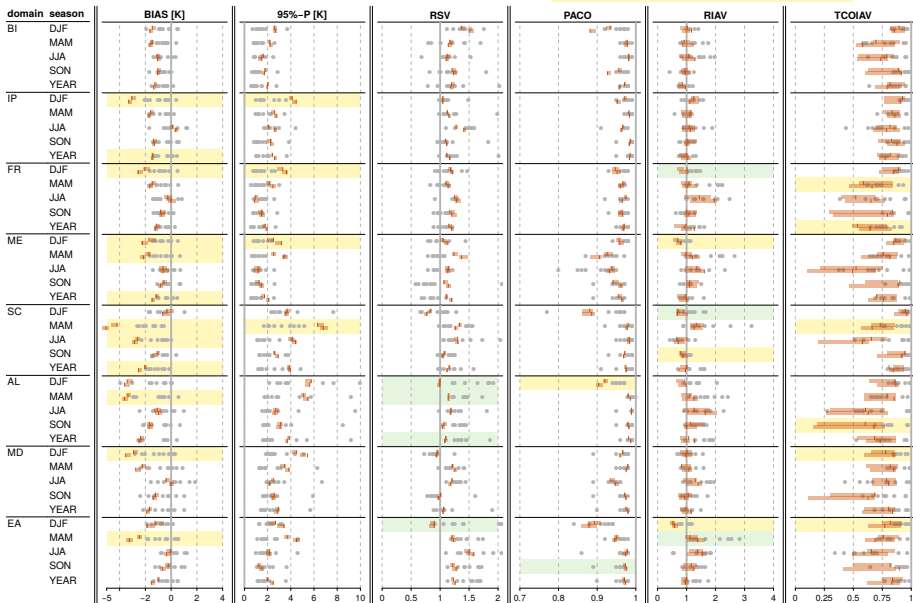 domain season BIAS [K] 95%-P [K] RSV PACO RIAV TCOIAV
BI DJF
MAM
JJA
SON
YEAR
IP DJF
MAM
JJA
SON
YEAR
FR DJF
MAM
JJA
SON
YEAR
ME DJF
MAM
JJA
SON
YEAR
SC DJF
MAM
JJA
SON
YEAR
AL DJF
MAM
JJA
SON
YEAR
MD DJF
MAM
JJA
SON
YEAR
EA DJF
MAM
JJA
SON
YEAR
−5 −2 0 2 4 0 2 4 6 8 10 0 0.5 1 1.5 2 0.7 0.8 0.9 1 0 1 2 3 4 0 0.25 0.5 0.75 1